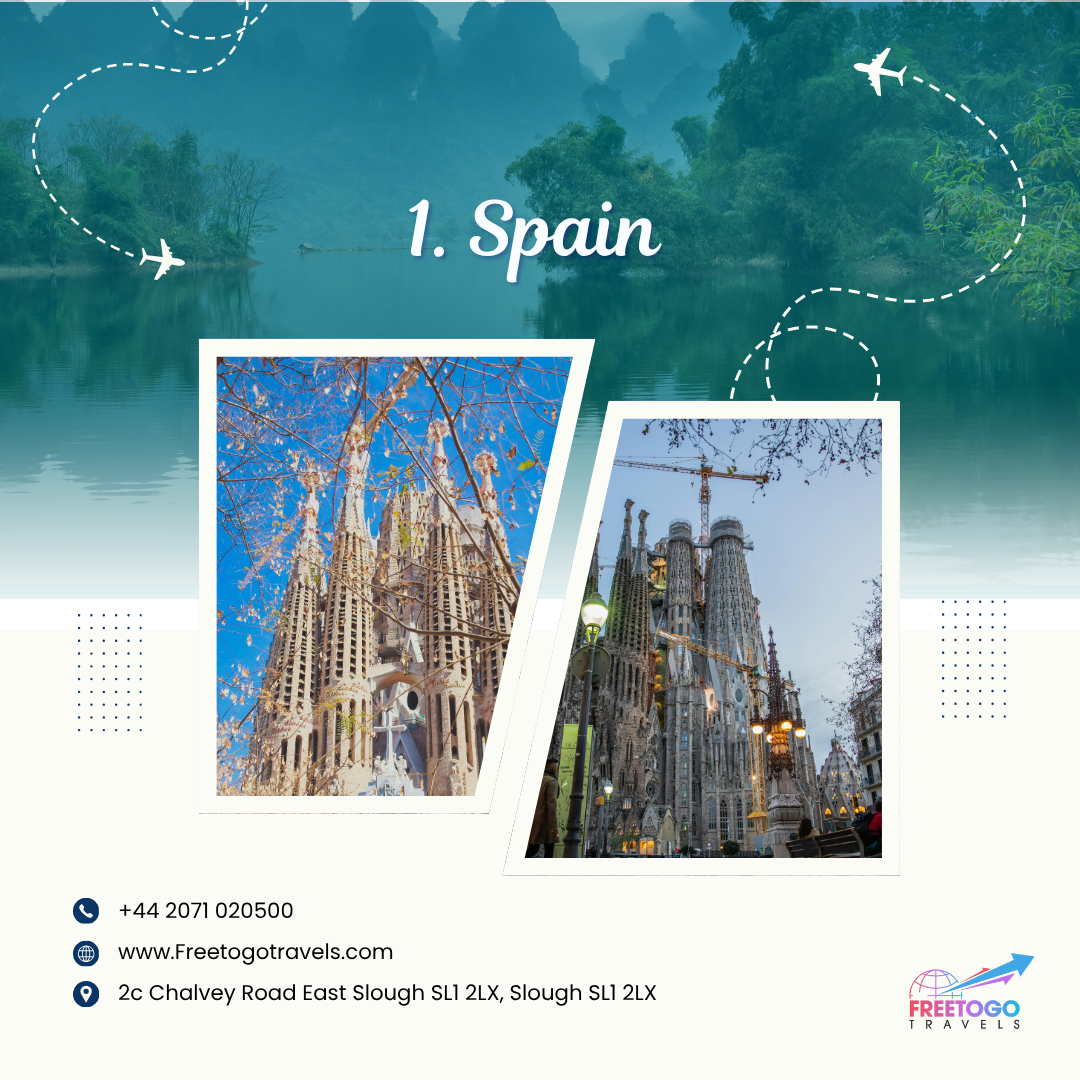 1. Spain
+44 2071 020500
www.Freetogotravels.com
2c Chalvey Road East Slough SL1 2LX, Slough SL1 2LX
FREETOGO
TRAVELS